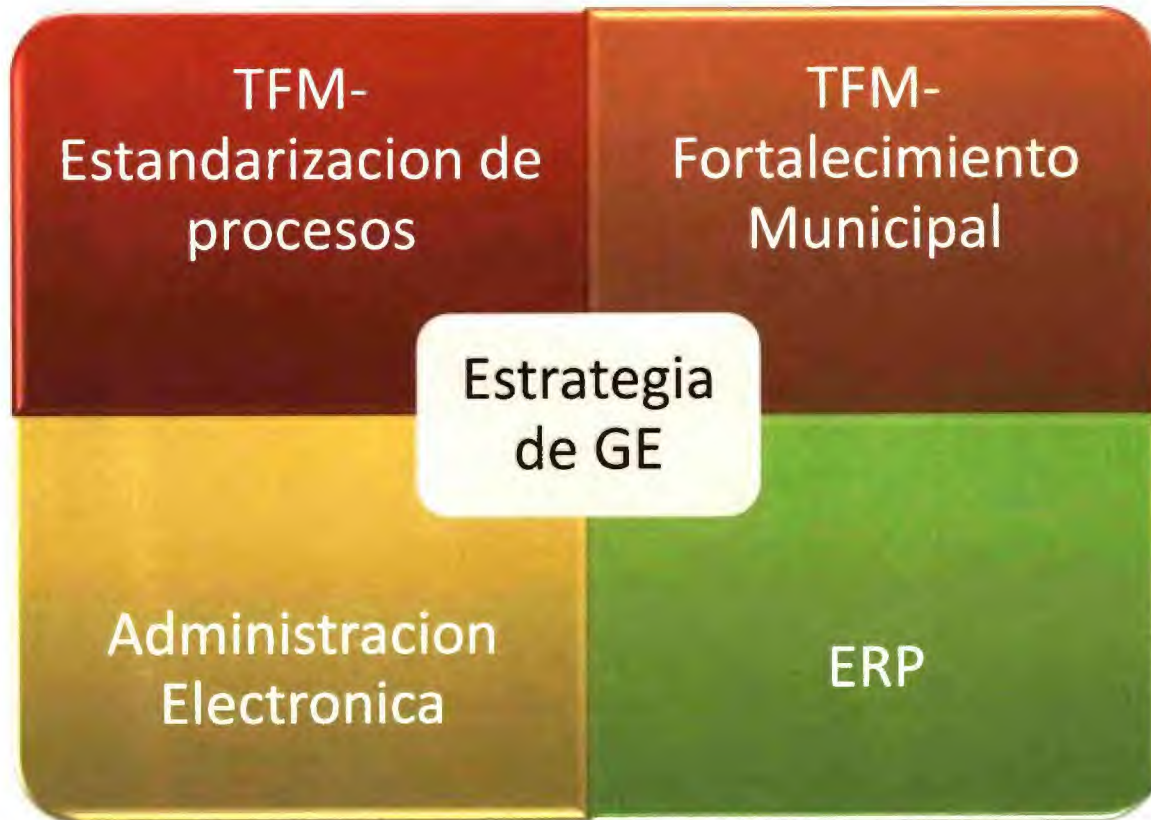 TFM-
Estandarizacion de
procesos
TFM-
Fortalecimiento
Municipal
Estrategia
de GE
Administracion
Electronica
ERP